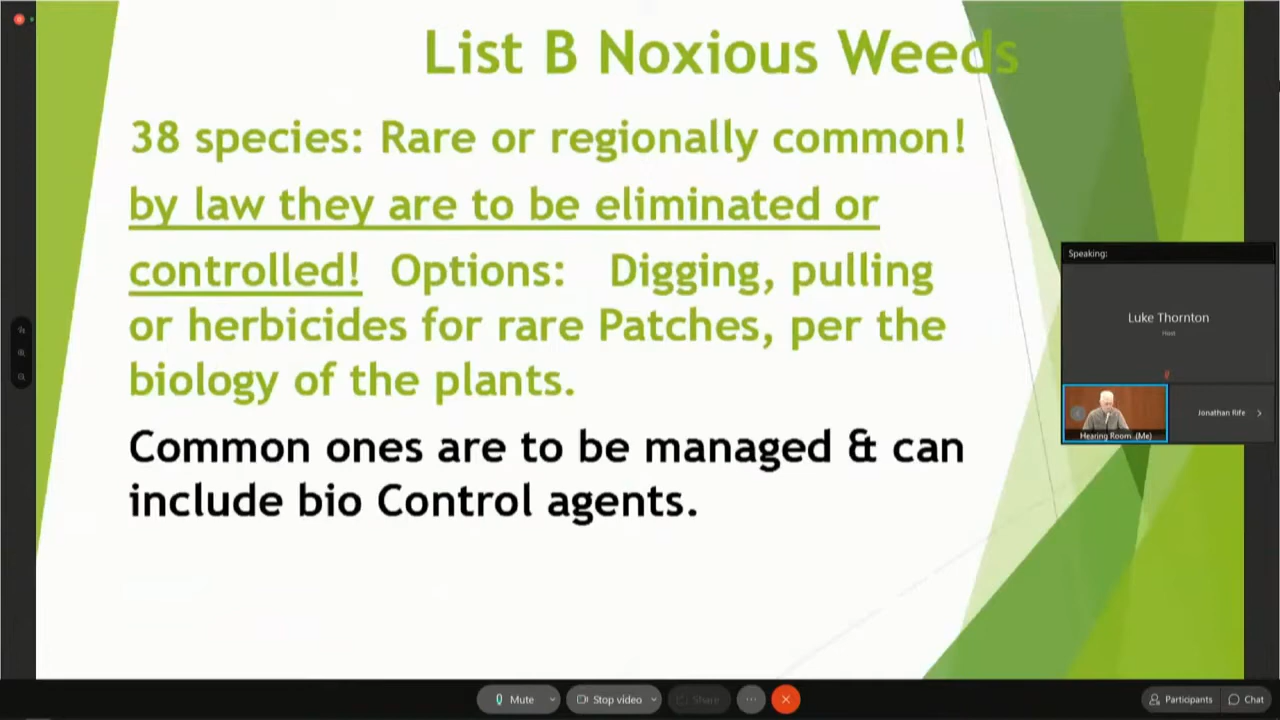 List B Noxious Weeds
38 species: Rare or regionally common!
by law they are to be eliminated or
controlled! Options: Digging, pulling
or herbicides for rare Patches, per the
biology of the plants.
Common ones are to be managed & can
include bio Control agents.
Speaking:
Luke Thornton
Host
Hearing Room (Me)
Jonathan Rife
Mute
Stop video
Share
Participants
Chat